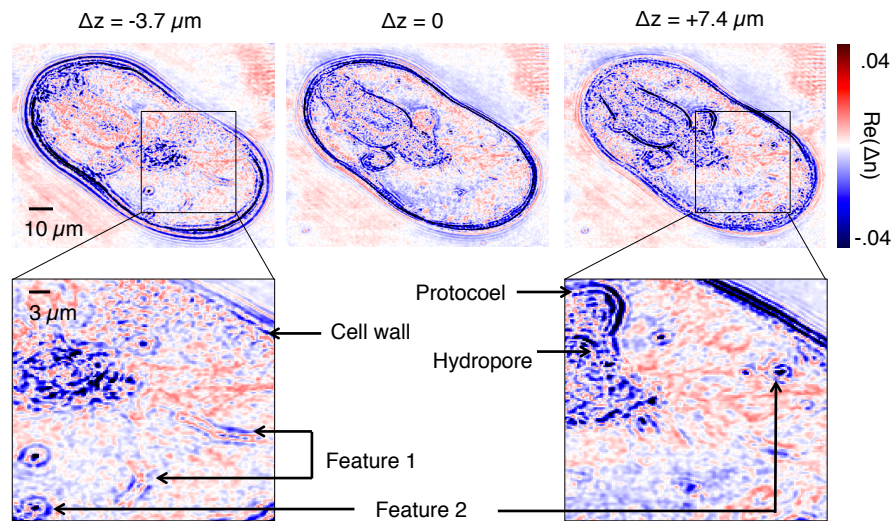 Δz = -3.7 µm
Δz = 0
Δz = +7.4 µm
.04
Re(Δn)
-.04
10 µm
3 µm
Protocoel
Cell wall
Hydropore
Feature 1
Feature 2